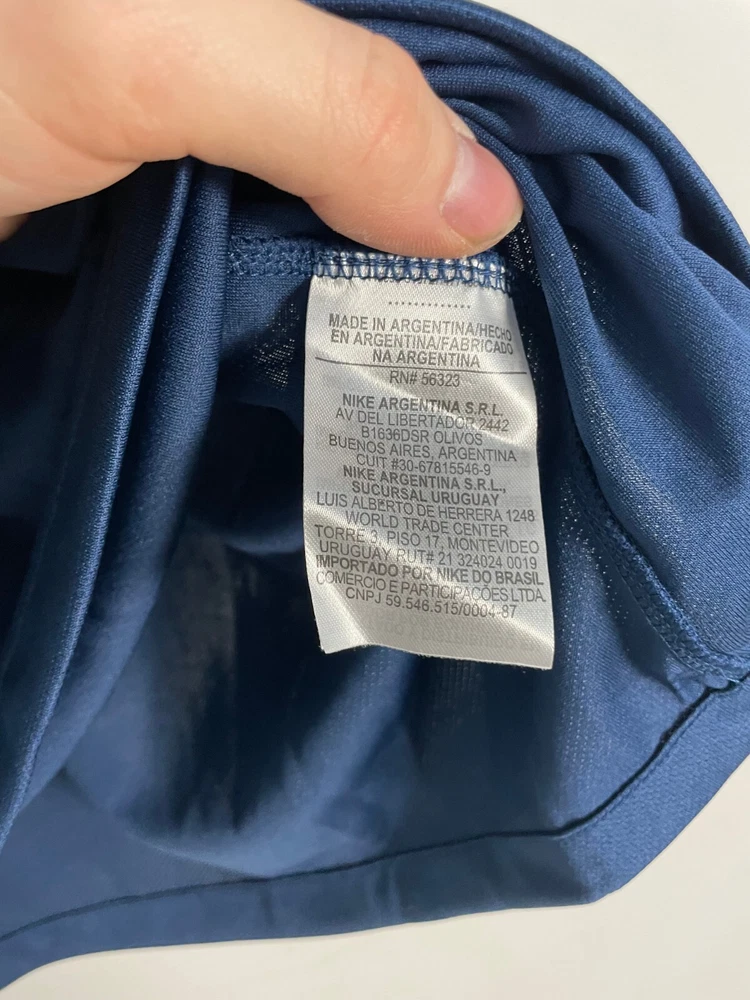 MADE IN ARGENTINA/HECHO
EN ARGENTINA/FABRICADO
NA ARGENTINA
RN# 56323
NIKE ARGENTINA S.R.L.
AV DEL LIBERTADOR 2442
B1636DSR OLIVOS
BUENOS AIRES, ARGENTINA
CUIT #30-67815546-9
NIKE ARGENTINA S.R.L.,
SUCURSAL URUGUAY
LUIS ALBERTO DE HERRERA 1248
WORLD TRADE CENTER
TORRE 3, PISO 17, MONTEVIDEO
URUGUAY RUT# 21 324024 0019
IMPORTADO POR NIKE DO BRASIL
COMERCIO E PARTICIPACOES LTDA.
CNPJ 59.546.515/0004-87